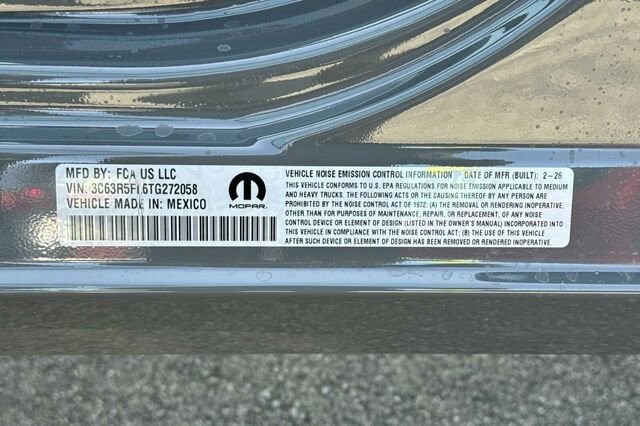 MFD BY: FCA US LLC
VIN: 6TG272058
VEHICLE MADE IN: MEXICO
MOPAR
VEHICLE NOISE EMISSION CONTROL INFORMATION DATE OF MFR (BUILT): 2-26
THIS VEHICLE CONFORMS TO U.S. EPA REGULATIONS FOR NOISE EMISSION APPLICABLE TO MEDIUM
AND HEAVY TRUCKS. THE FOLLOWING ACTS OR THE CAUSING THEREOF BY ANY PERSON
ARE PROHIBITED BY THE NOISE CONTROL ACT OF 1972: (A) THE REMOVAL OR RENDERING INOPERATIVE,
OTHER THAN FOR PURPOSES OF MAINTENANCE, REPAIR, OR REPLACEMENT, OF ANY NOISE
CONTROL DEVICE OR ELEMENT OF DESIGN (LISTED IN THE OWNER'S MANUAL) INCORPORATED INTO
THIS VEHICLE IN COMPLIANCE WITH THE NOISE CONTROL ACT; (B) THE USE OF THIS VEHICLE
AFTER SUCH DEVICE OR ELEMENT OF DESIGN HAS BEEN REMOVED OR RENDERED INOPERATIVE.